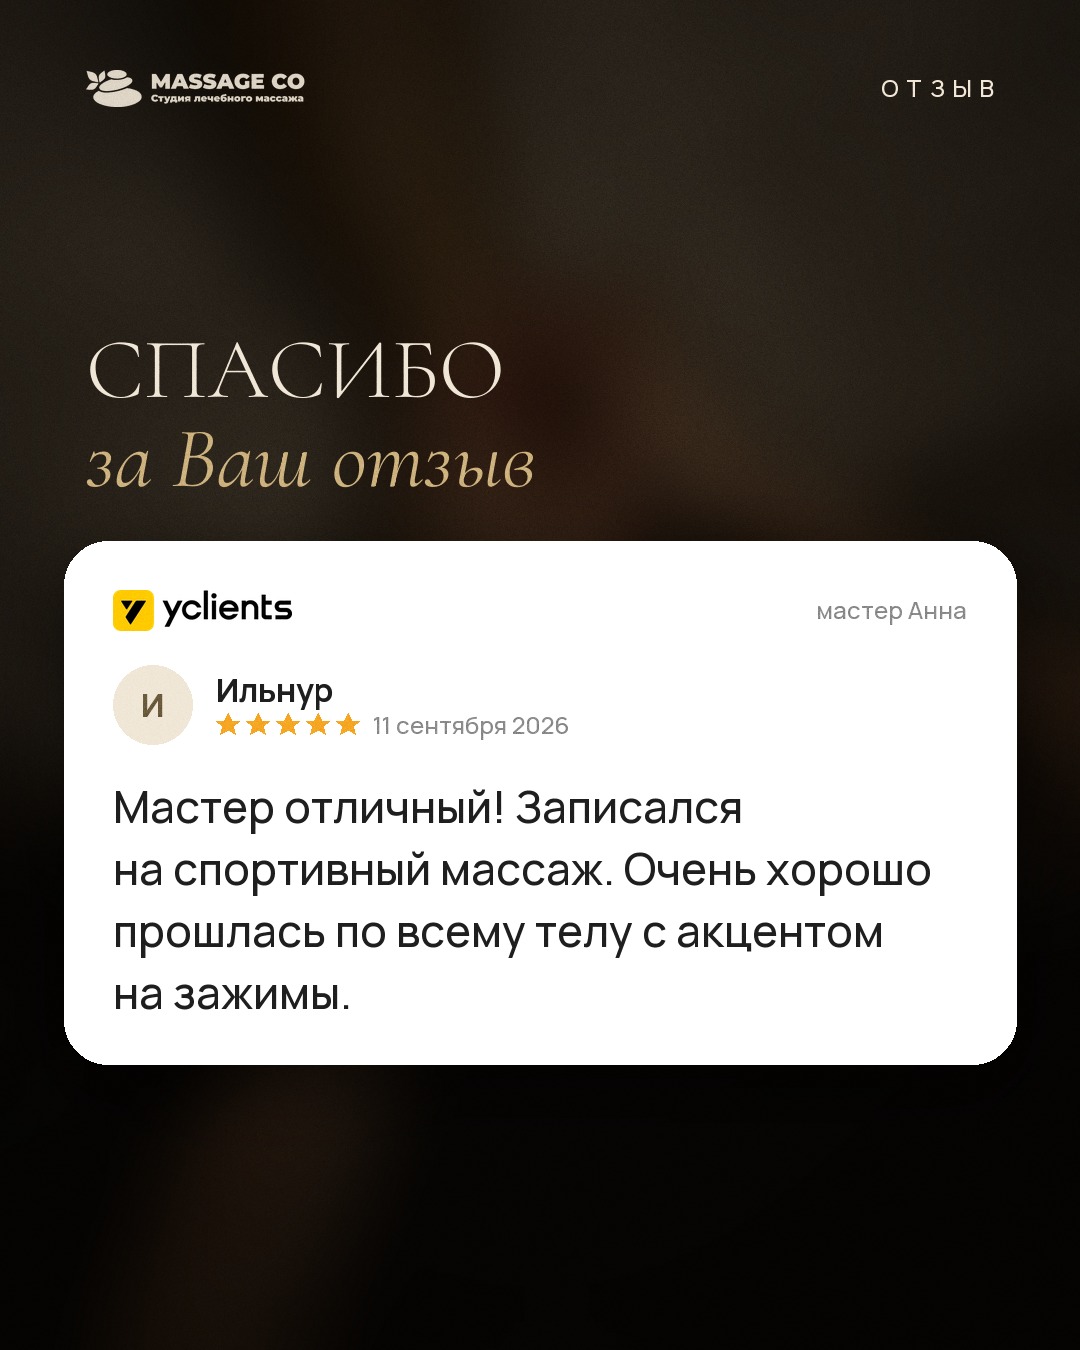 MASSAGE CO
Студия лечебного массажа
ОТЗЫВ
СПАСИБО
за Ваш отзыв
yclients
мастер Анна
И
Ильнур
11 сентября 2026
Мастер отличный! Записался
на спортивный массаж. Очень хорошо
прошлась по всему телу с акцентом
на зажимы.